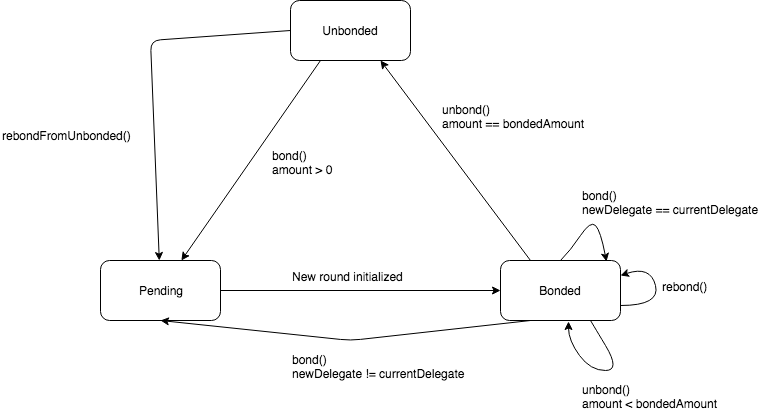 Unbonded
unbond()
amount == bondedAmount
rebondFromUnbonded()
bond()
amount > 0
bond()
newDelegate == currentDelegate
New round initialized
Pending
Bonded
rebond()
bond()
newDelegate != currentDelegate
unbond()
amount < bondedAmount